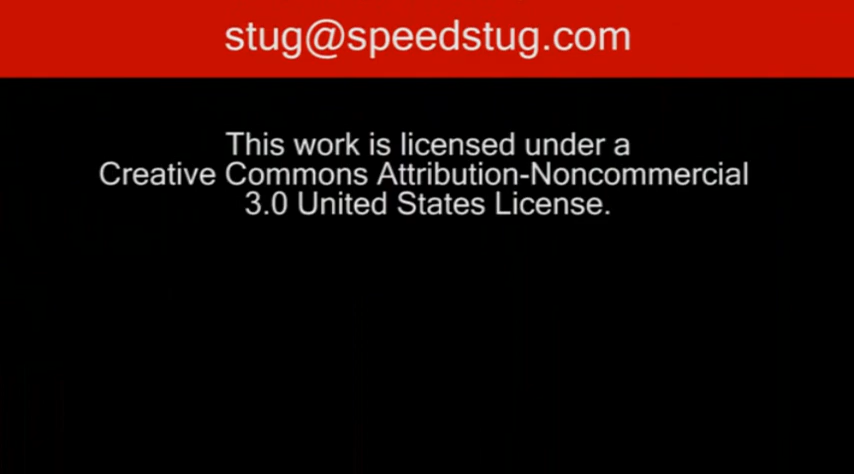 stug@speedstug.com
This work is licensed under a
Creative Commons Attribution-Noncommercial
3.0 United States License.